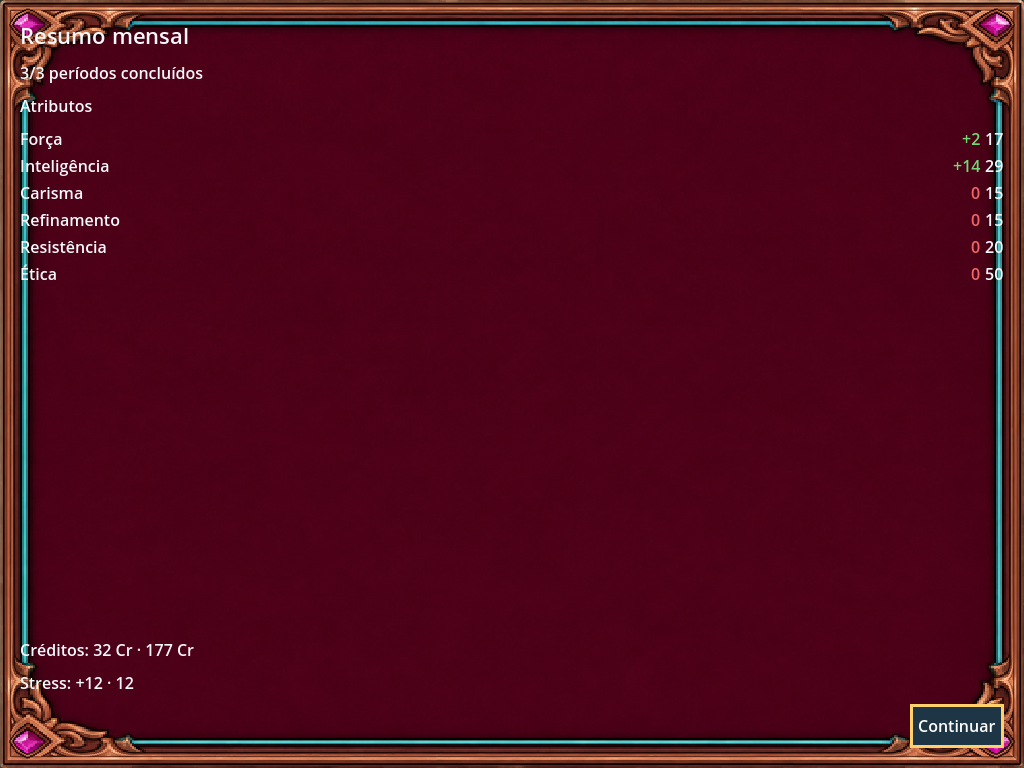 Resumo mensal
3/3 períodos concluídos
Atributos
Força +2 17
Inteligência +14 29
Carisma 0 15
Refinamento 0 15
Resistência 0 20
Ética 0 50
Créditos: 32 Cr · 177 Cr
Stress: +12 · 12
Continuar